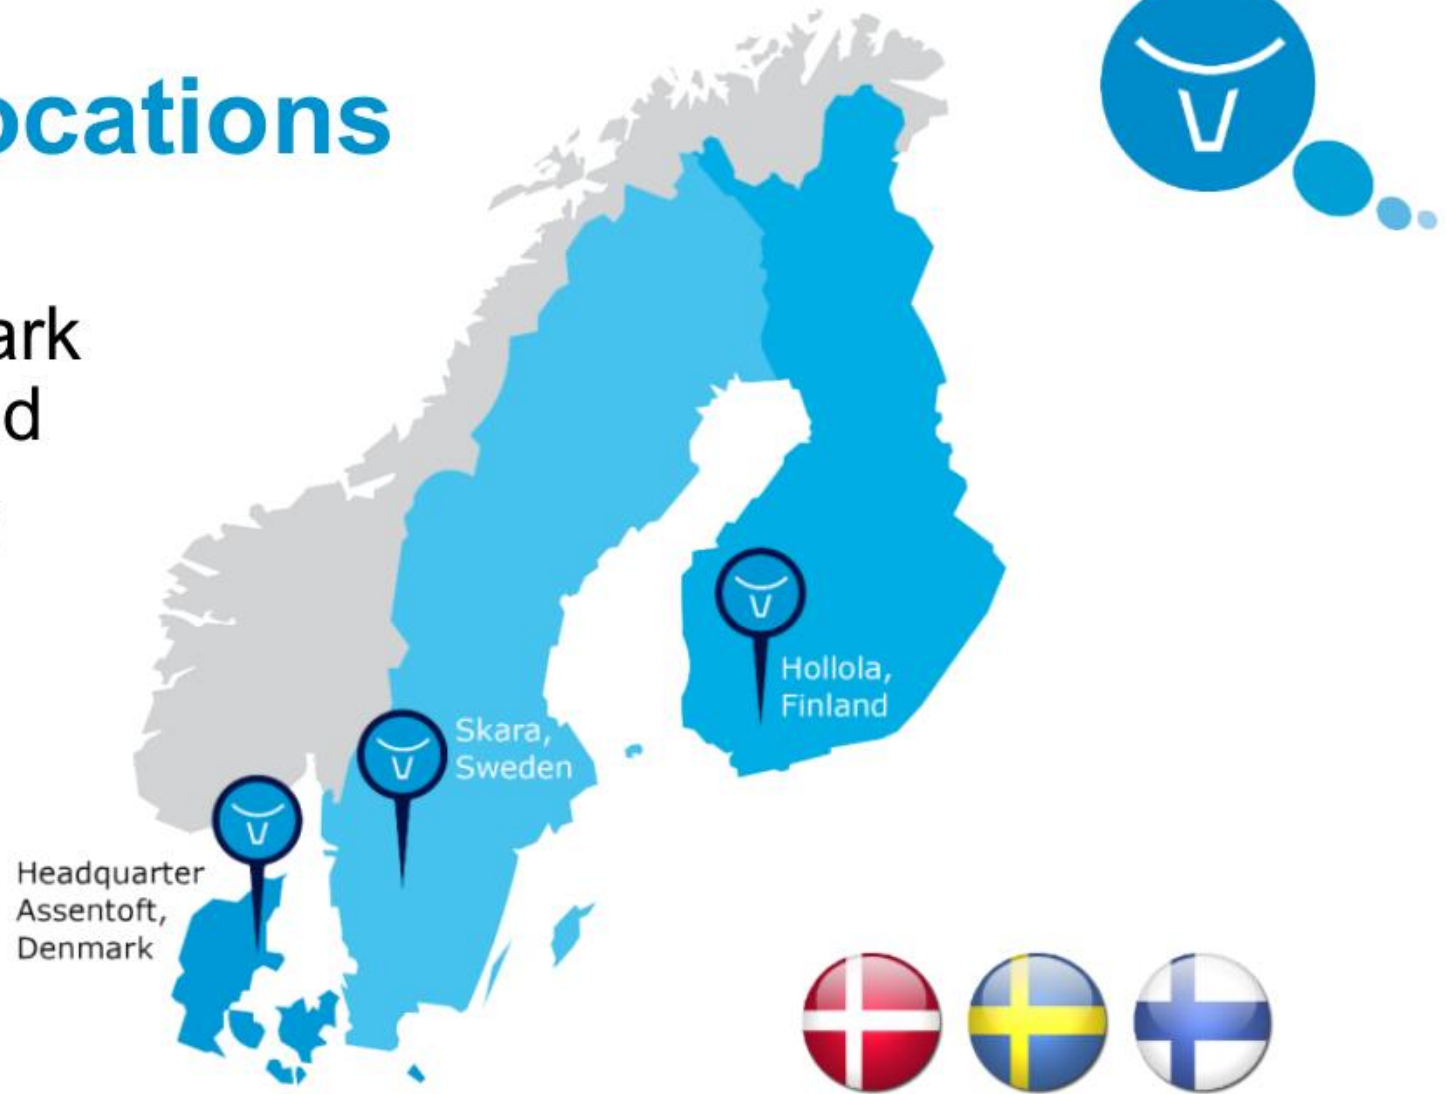 ocations
ark
d
Hollola,
Finland
Skara,
Sweden
Headquarter
Assentoft,
Denmark